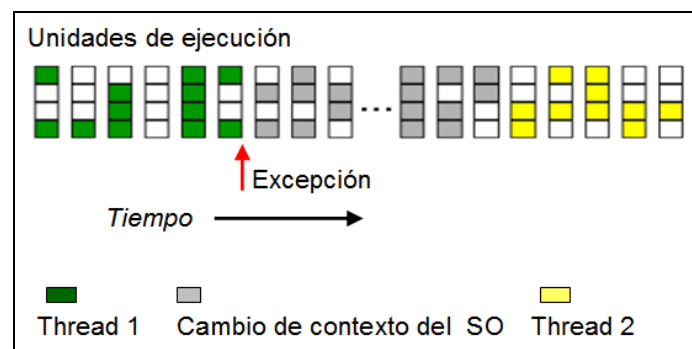 Unidades de ejecución
...
Excepción
Tiempo
Thread 1 Cambio de contexto del SO Thread 2